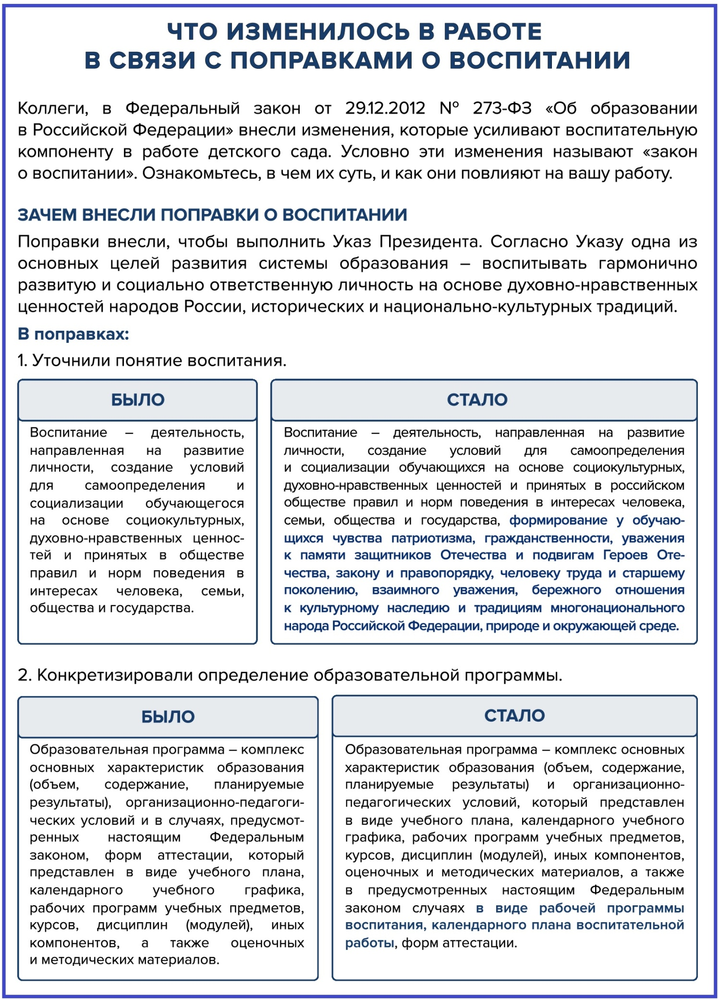 ЧТО ИЗМЕНИЛОСЬ В РАБОТЕ
В СВЯЗИ С ПОПРАВКАМИ О ВОСПИТАНИИ
Коллеги, в Федеральный закон от 29.12.2012 № 273-ФЗ «Об образовании
в Российской Федерации» внесли изменения, которые усиливают воспитательную
компоненту в работе детского сада. Условно эти изменения называют «закон
о воспитании». Ознакомьтесь, в чем их суть, и как они повлияют на вашу работу.
ЗАЧЕМ ВНЕСЛИ ПОПРАВКИ О ВОСПИТАНИИ
Поправки внесли, чтобы выполнить Указ Президента. Согласно Указу одна из
основных целей развития системы образования – воспитывать гармонично
развитую и социально ответственную личность на основе духовно-нравственных
ценностей народов России, исторических и национально-культурных традиций.
В поправках:
1. Уточнили понятие воспитания.
БЫЛО
Воспитание – деятельность,
направленная на развитие
личности, создание условий
для самоопределения и
социализации обучающегося
на основе социокультурных,
духовно-нравственных ценнос-
тей и принятых в обществе
правил и норм поведения в
интересах человека, семьи,
общества и государства.
СТАЛО
Воспитание – деятельность, направленная на развитие
личности, создание условий для самоопределения
и социализации обучающихся на основе социокультурных,
духовно-нравственных ценностей и принятых в российском
обществе правил и норм поведения в интересах человека,
семьи, общества и государства, формирование у обучаю-
щихся чувства патриотизма, гражданственности, уважения
к памяти защитников Отечества и подвигам Героев Оте-
чества, закону и правопорядку, человеку труда и старшему
поколению, взаимного уважения, бережного отношения
к культурному наследию и традициям многонационального
народа Российской Федерации, природе и окружающей среде.
2. Конкретизировали определение образовательной программы.
БЫЛО
Образовательная программа – комплекс
основных характеристик образования
(объем, содержание, планируемые
результаты), организационно-педагоги-
ческих условий и в случаях, предусмот-
ренных настоящим Федеральным
законом, форм аттестации, который
представлен в виде учебного плана,
календарного учебного графика,
рабочих программ учебных предметов,
курсов, дисциплин (модулей), иных
компонентов, а также оценочных
и методических материалов.
СТАЛО
Образовательная программа – комплекс основных
характеристик образования (объем, содержание,
планируемые результаты) и организационно-
педагогических условий, который представлен
в виде учебного плана, календарного учебного
графика, рабочих программ учебных предметов,
курсов, дисциплин (модулей), иных компонентов,
оценочных и методических материалов, а также
в предусмотренных настоящим Федеральным
законом случаях в виде рабочей программы
воспитания, календарного плана воспитательной
работы, форм аттестации.